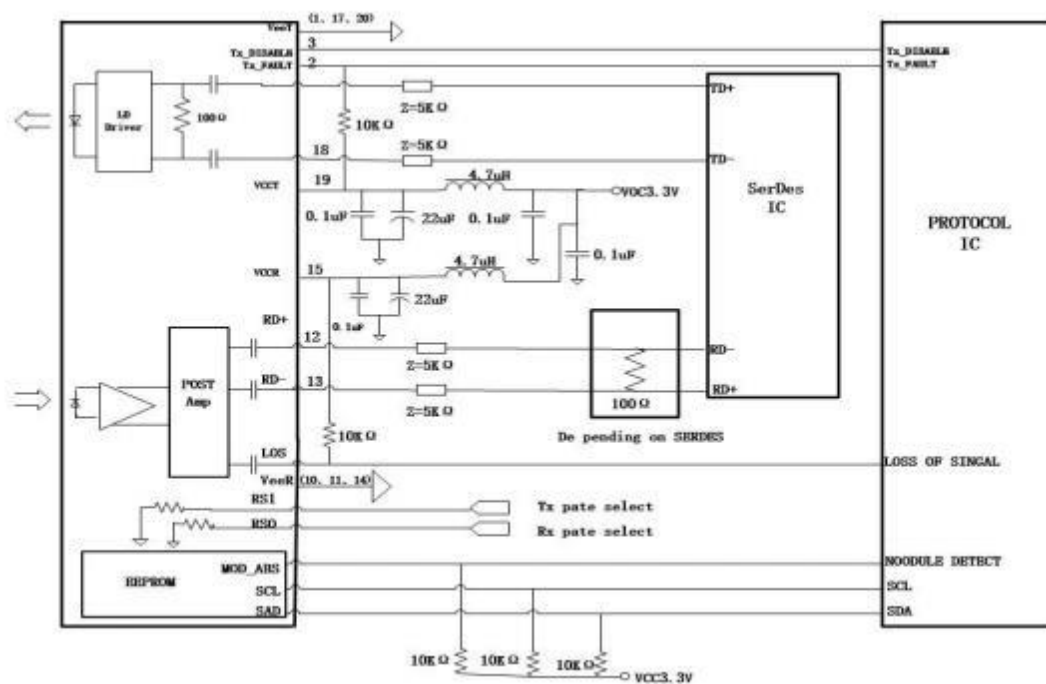 VeeT
(1, 17, 20)
Tx_DISABLE
3
Tx_DISABLE
Tx_FAULT
2
Tx_FAULT
LD
Driver
100Ω
Z=5KΩ
TD+
10KΩ
18
Z=5KΩ
TD-
VCCT
19
4.7uH
VOC3.3V
SerDes
IC
0.1uF
22uF
0.1uF
PROTOCOL
IC
0.1uF
VCCR
15
4.7uH
22uF
0.1uF
RD+
12
Z=5KΩ
RD-
POST
Amp
RD-
13
Z=5KΩ
RD+
100Ω
10KΩ
De pending on SERDES
LOS
LOSS OF SINGAL
VeeR
(10, 11, 14)
RS1
Tx pate select
RS0
Rx pate select
MOD_ABS
NOODULE DETECT
EEPROM
SCL
SCL
SAD
SDA
10KΩ
10KΩ
10KΩ
VCC3.3V